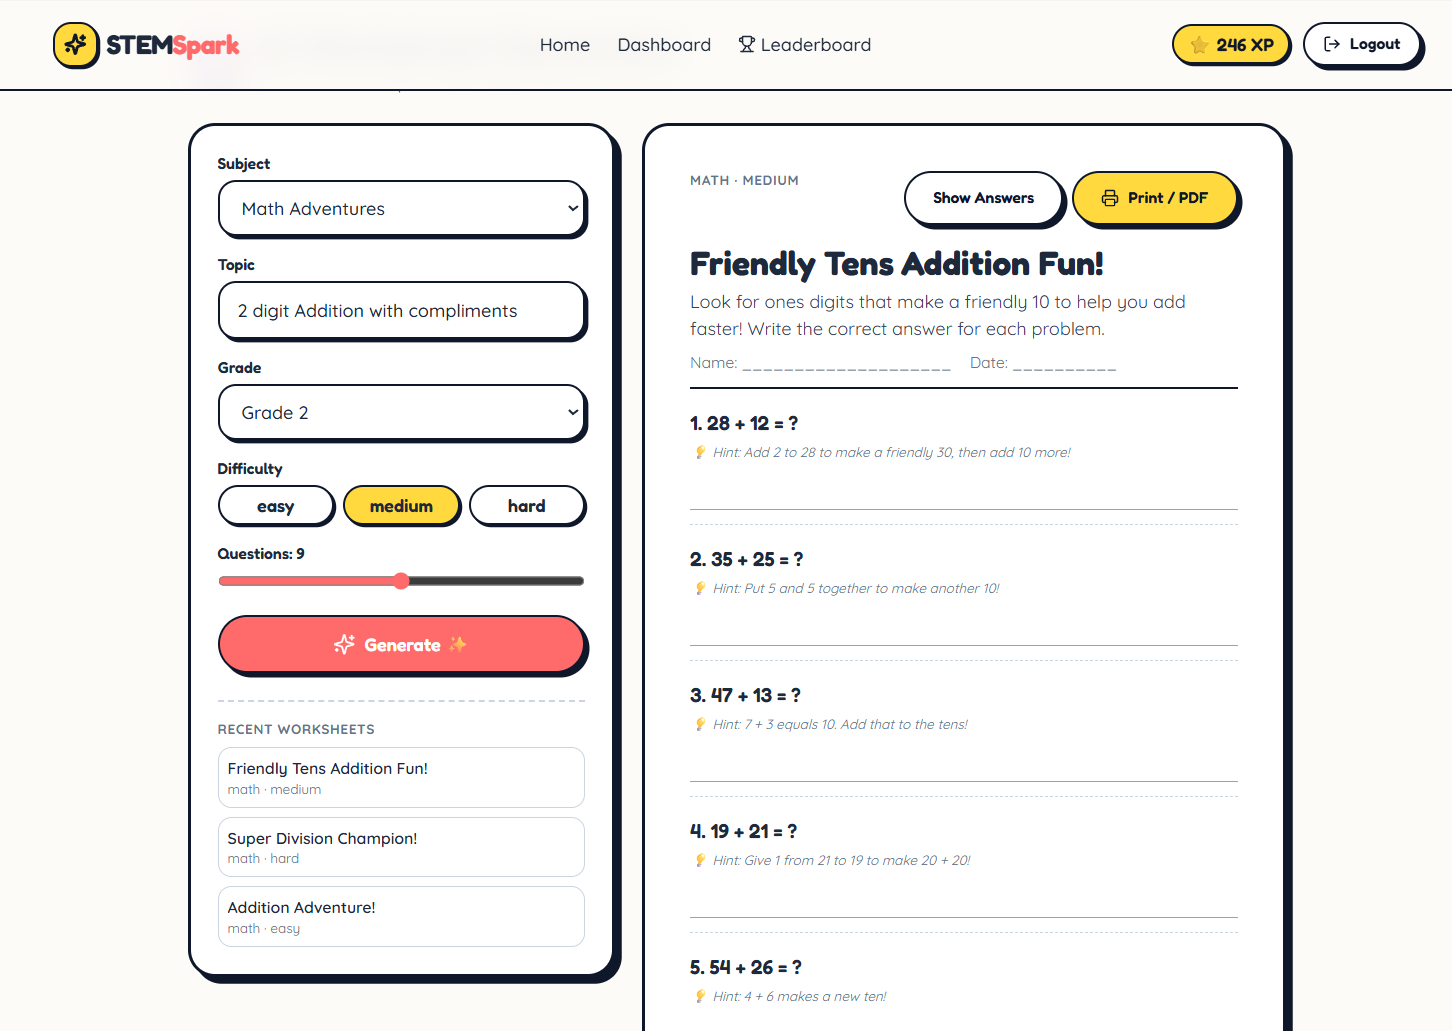 STEMSpark
Home Dashboard Leaderboard
246 XP
Logout
Subject
Math Adventures
Topic
2 digit Addition with compliments
Grade
Grade 2
Difficulty
easy medium hard
Questions: 9
Generate
RECENT WORKSHEETS
Friendly Tens Addition Fun!
math · medium
Super Division Champion!
math · hard
Addition Adventure!
math · easy
MATH · MEDIUM
Show Answers
Print / PDF
Friendly Tens Addition Fun!
Look for ones digits that make a friendly 10 to help you add
faster! Write the correct answer for each problem.
Name: ____________________ Date: __________
1. 28 + 12 = ?
Hint: Add 2 to 28 to make a friendly 30, then add 10 more!
2. 35 + 25 = ?
Hint: Put 5 and 5 together to make another 10!
3. 47 + 13 = ?
Hint: 7 + 3 equals 10. Add that to the tens!
4. 19 + 21 = ?
Hint: Give 1 from 21 to 19 to make 20 + 20!
5. 54 + 26 = ?
Hint: 4 + 6 makes a new ten!